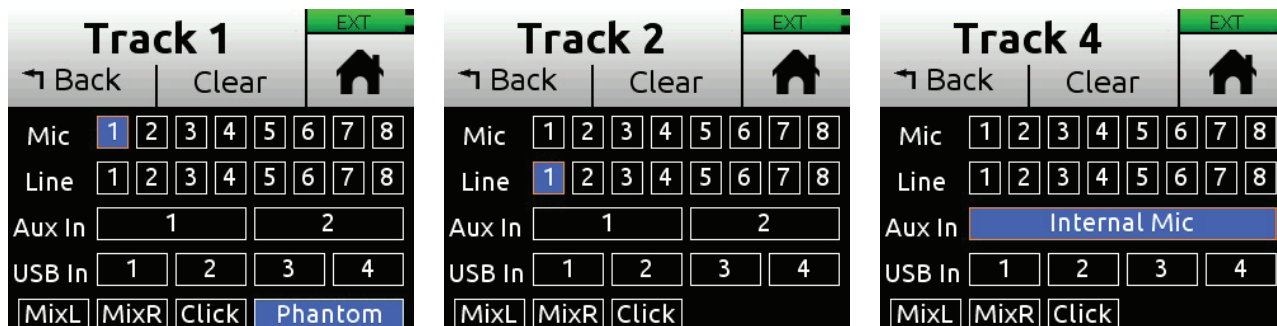 Track 1
EXT
Back Clear
Mic 1 2 3 4 5 6 7 8
Line 1 2 3 4 5 6 7 8
Aux In 1 2
USB In 1 2 3 4
MixL MixR Click Phantom
Track 2
EXT
Back Clear
Mic 1 2 3 4 5 6 7 8
Line 1 2 3 4 5 6 7 8
Aux In 1 2
USB In 1 2 3 4
MixL MixR Click
Track 4
EXT
Back Clear
Mic 1 2 3 4 5 6 7 8
Line 1 2 3 4 5 6 7 8
Aux In Internal Mic
USB In 1 2 3 4
MixL MixR Click